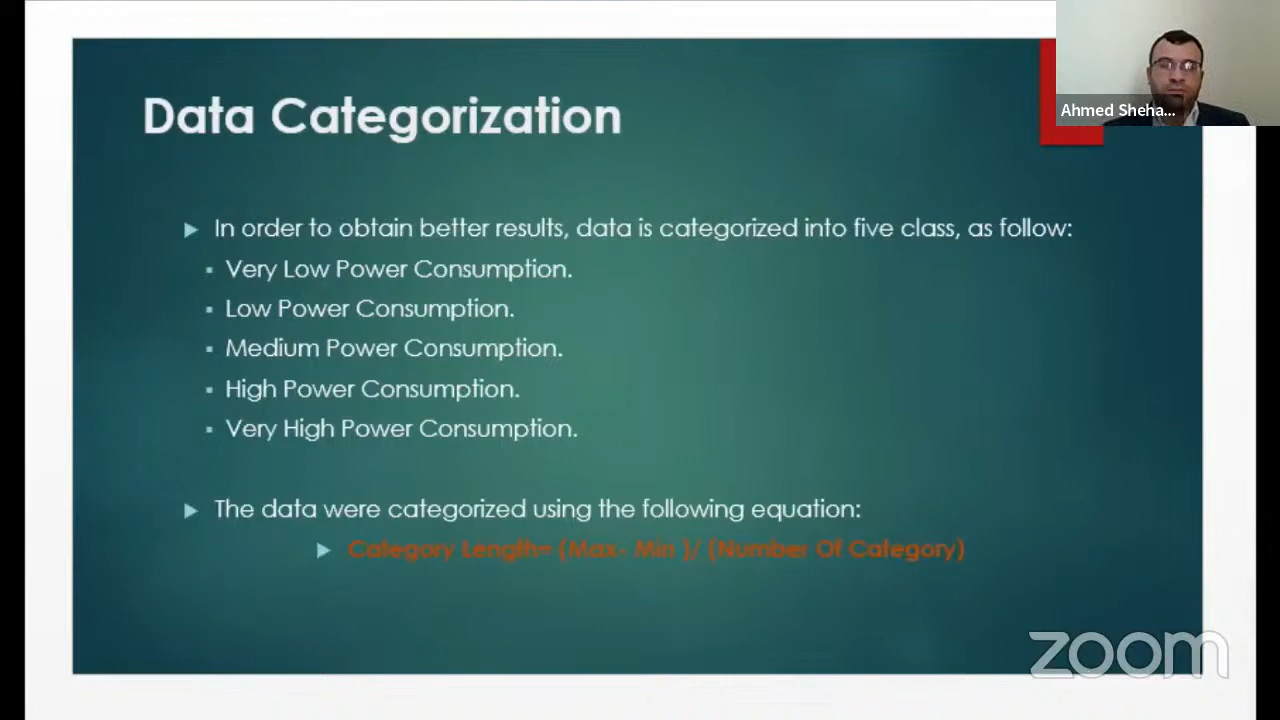 Data Categorization
Ahmed Sheha...
In order to obtain better results, data is categorized into five class, as follow:
Very Low Power Consumption.
Low Power Consumption.
Medium Power Consumption.
High Power Consumption.
Very High Power Consumption.
The data were categorized using the following equation:
Category Length= (Max- Min )/ (Number Of Category)
zoom